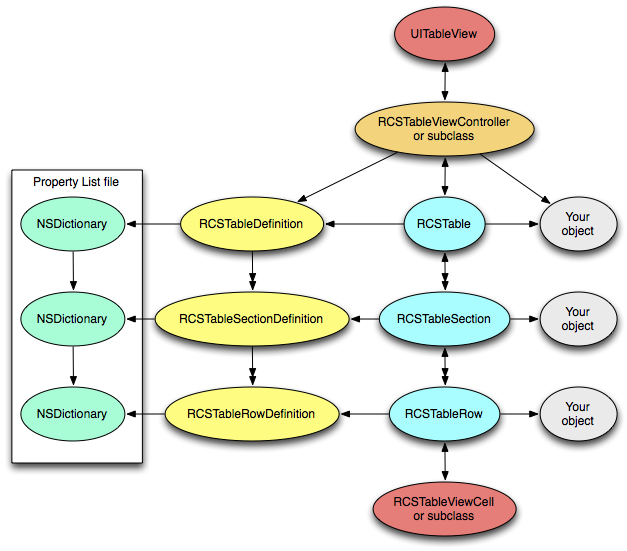 UITableView
RCSTableViewController
or subclass
Property List file
NSDictionary
RCSTableDefinition
RCSTable
Your
object
NSDictionary
RCSTableSectionDefinition
RCSTableSection
Your
object
NSDictionary
RCSTableRowDefinition
RCSTableRow
Your
object
RCSTableViewCell
or subclass